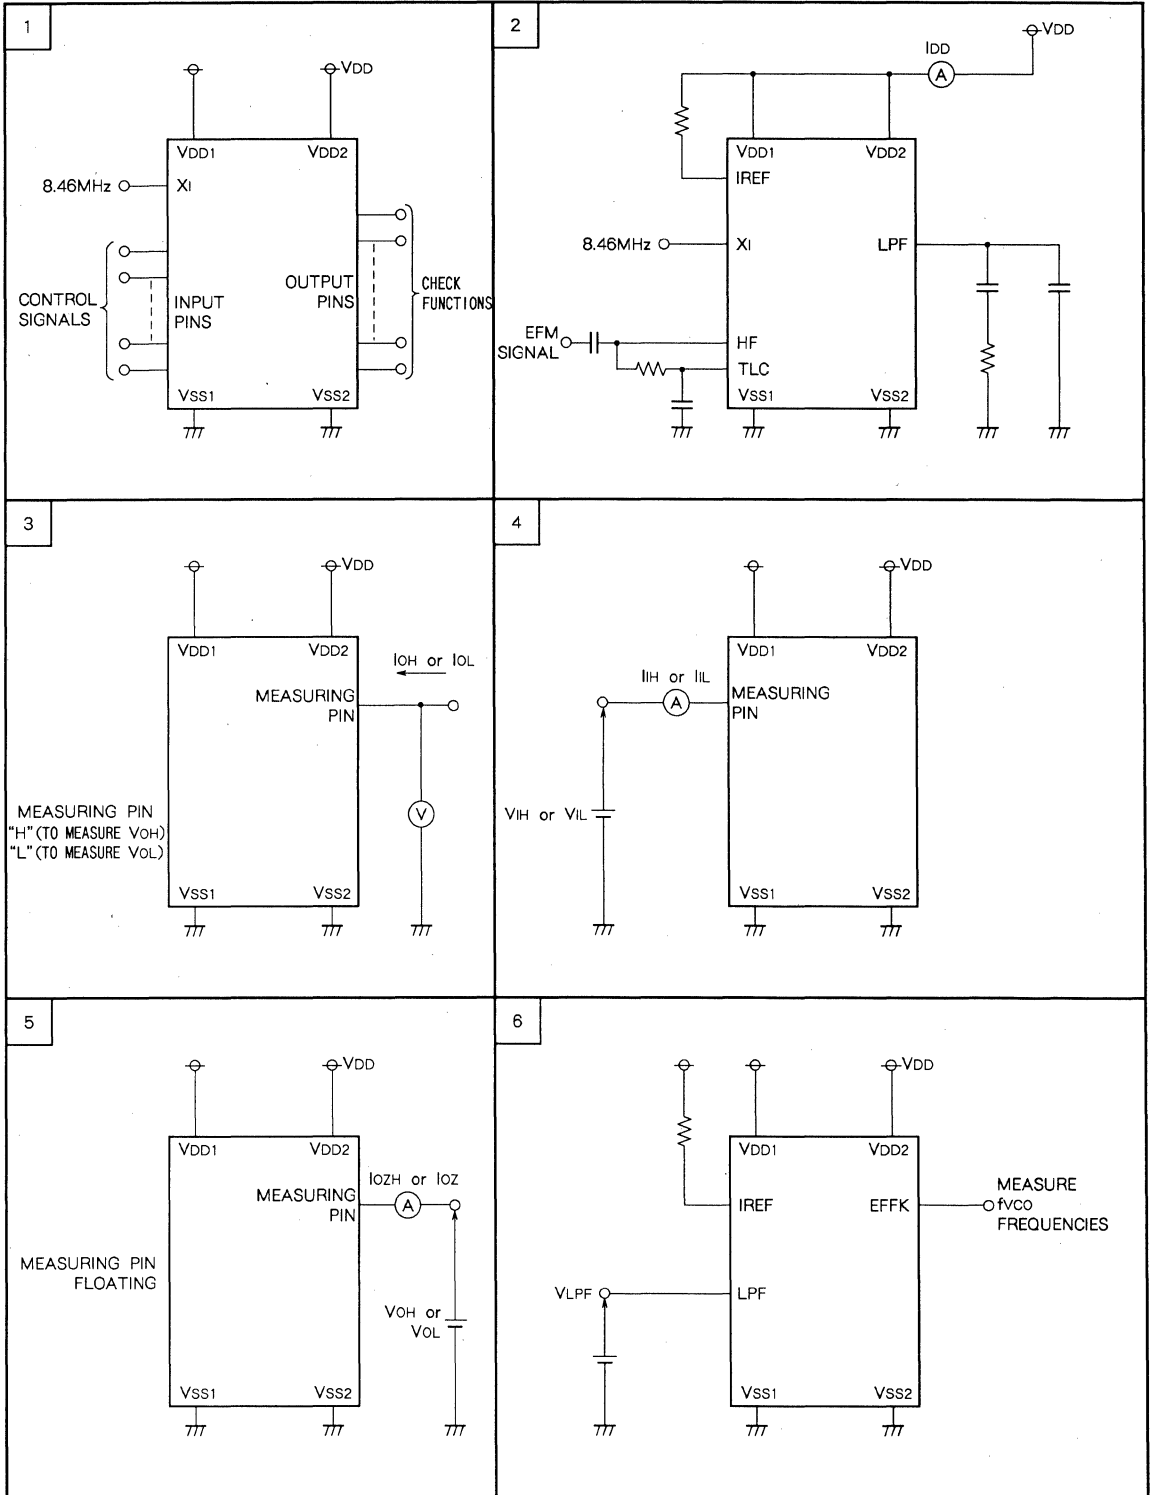 1
VDD
VDD1
VDD2
8.46MHz
XI
CONTROL
SIGNALS
INPUT
PINS
OUTPUT
PINS
CHECK
FUNCTIONS
VSS1
VSS2
2
VDD
IDD
A
VDD1
VDD2
IREF
8.46MHz
XI
LPF
EFM
SIGNAL
HF
TLC
VSS1
VSS2
3
VDD
VDD1
VDD2
IOH or IOL
MEASURING
PIN
V
MEASURING PIN
"H"(TO MEASURE VOH)
"L"(TO MEASURE VOL)
VSS1
VSS2
4
VDD
VDD1
VDD2
IIH or IIL
A
MEASURING
PIN
VIH or VIL
VSS1
VSS2
5
VDD
VDD1
VDD2
IOZH or IOZ
A
MEASURING
PIN
MEASURING PIN
FLOATING
VOH or
VOL
VSS1
VSS2
6
VDD
VDD1
VDD2
IREF
EFFK
MEASURE
fVCO
FREQUENCIES
VLPF
LPF
VSS1
VSS2